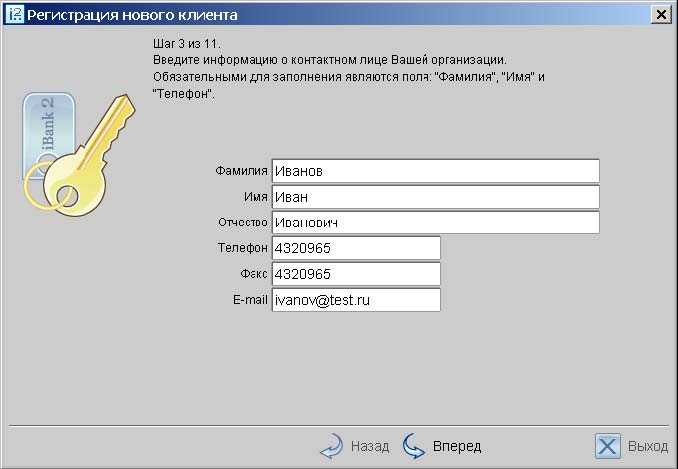 Регистрация нового клиента
Шаг 3 из 11.
Введите информацию о контактном лице Вашей организации.
Обязательными для заполнения являются поля: "Фамилия", "Имя" и
"Телефон".
iBank 2
Фамилия Иванов
Имя Иван
Отчество Иванович
Телефон 4320965
Факс 4320965
E-mail ivanov@test.ru
Назад Вперед Выход